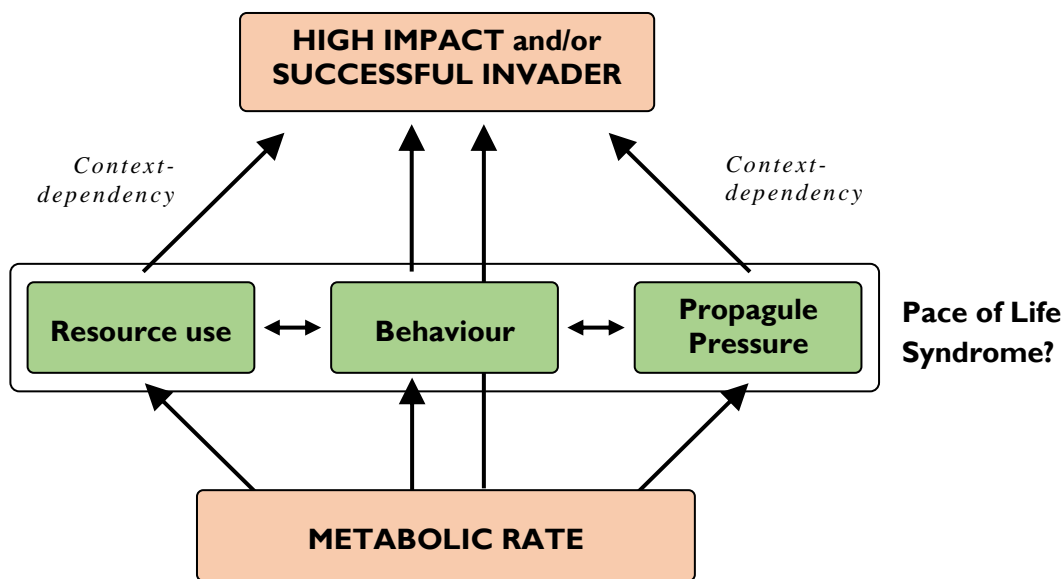 HIGH IMPACT and/or
SUCCESSFUL INVADER
Context-
dependency
Context-
dependency
Resource use
Behaviour
Propagule
Pressure
Pace of Life
Syndrome?
METABOLIC RATE